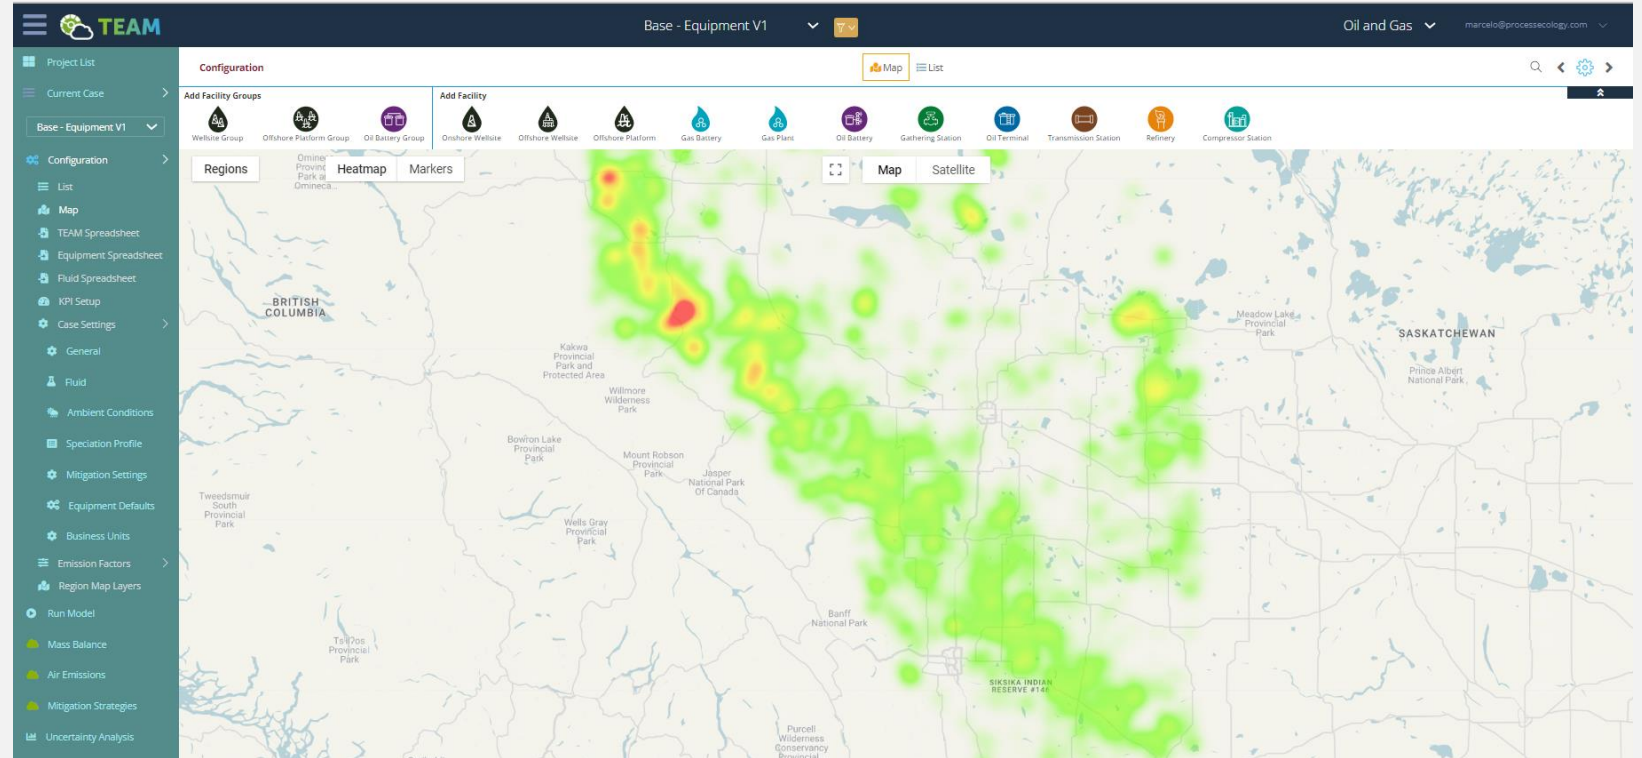 TEAM
Base - Equipment V1
Oil and Gas
marcelo@processecology.com
Project List
Current Case
Base - Equipment V1
Configuration
List
Map
TEAM Spreadsheet
Equipment Spreadsheet
Fluid Spreadsheet
KPI Setup
Case Settings
General
Fluid
Ambient Conditions
Speciation Profile
Mitigation Settings
Equipment Defaults
Business Units
Emission Factors
Region Map Layers
Run Model
Mass Balance
Air Emissions
Mitigation Strategies
Uncertainty Analysis
Configuration
Map
List
Add Facility Groups
Wellsite Group
Offshore Platform Group
Oil Battery Group
Add Facility
Onshore Wellsite
Offshore Wellsite
Offshore Platform
Gas Battery
Gas Plant
Oil Battery
Gathering Station
Oil Terminal
Transmission Station
Refinery
Compressor Station
Regions
Heatmap
Markers
Map
Satellite
BRITISH
COLUMBIA
Kakwa
Provincial
Park and
Protected Area
Willmore
Wilderness
Park
Bowron Lake
Provincial
Park
Mount Robson
Provincial
Park
Jasper
National Park
Of Canada
Tweedsmuir
South
Provincial
Park
Wells Gray
Provincial
Park
Banff
National Park
Provincial
Park
SIKSIKA INDIAN
RESERVE #146
Purcell
Wilderness
Conservancy
Provincial
Meadow Lake
Provincial
Park
SASKATCHEWAN
Prince Albert
National Park